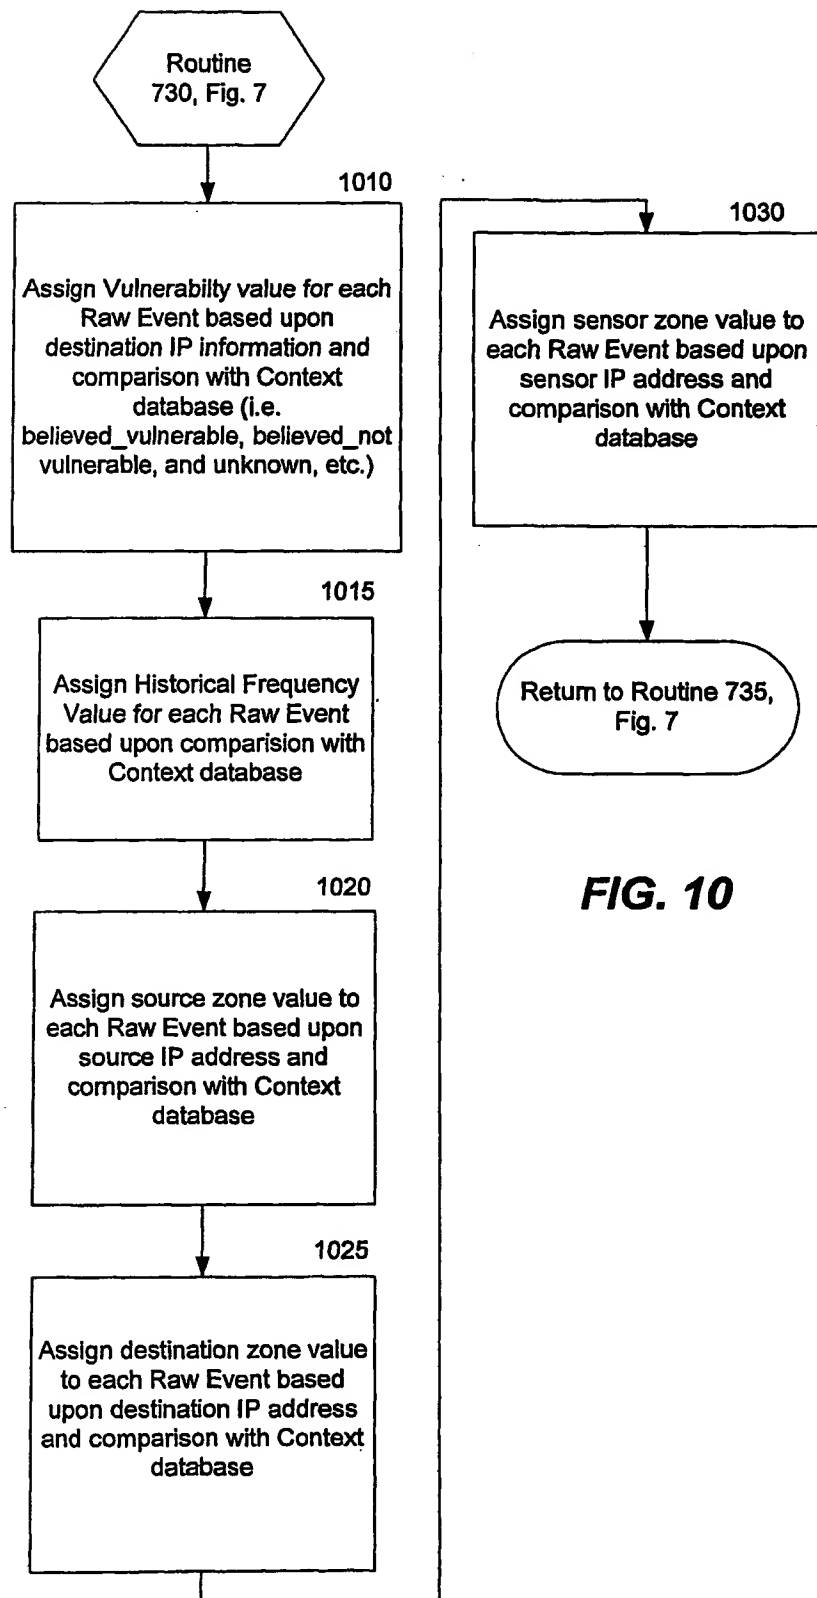 Routine
730, Fig. 7
1010
Assign Vulnerabilty value for each
Raw Event based upon
destination IP information and
comparison with Context
database (i.e.
believed_vulnerable, believed_not
vulnerable, and unknown, etc.)
1015
Assign Historical Frequency
Value for each Raw Event
based upon comparision with
Context database
1020
Assign source zone value to
each Raw Event based upon
source IP address and
comparison with Context
database
1025
Assign destination zone value
to each Raw Event based
upon destination IP address
and comparison with Context
database
1030
Assign sensor zone value to
each Raw Event based upon
sensor IP address and
comparison with Context
database
Return to Routine 735,
Fig. 7
FIG. 10